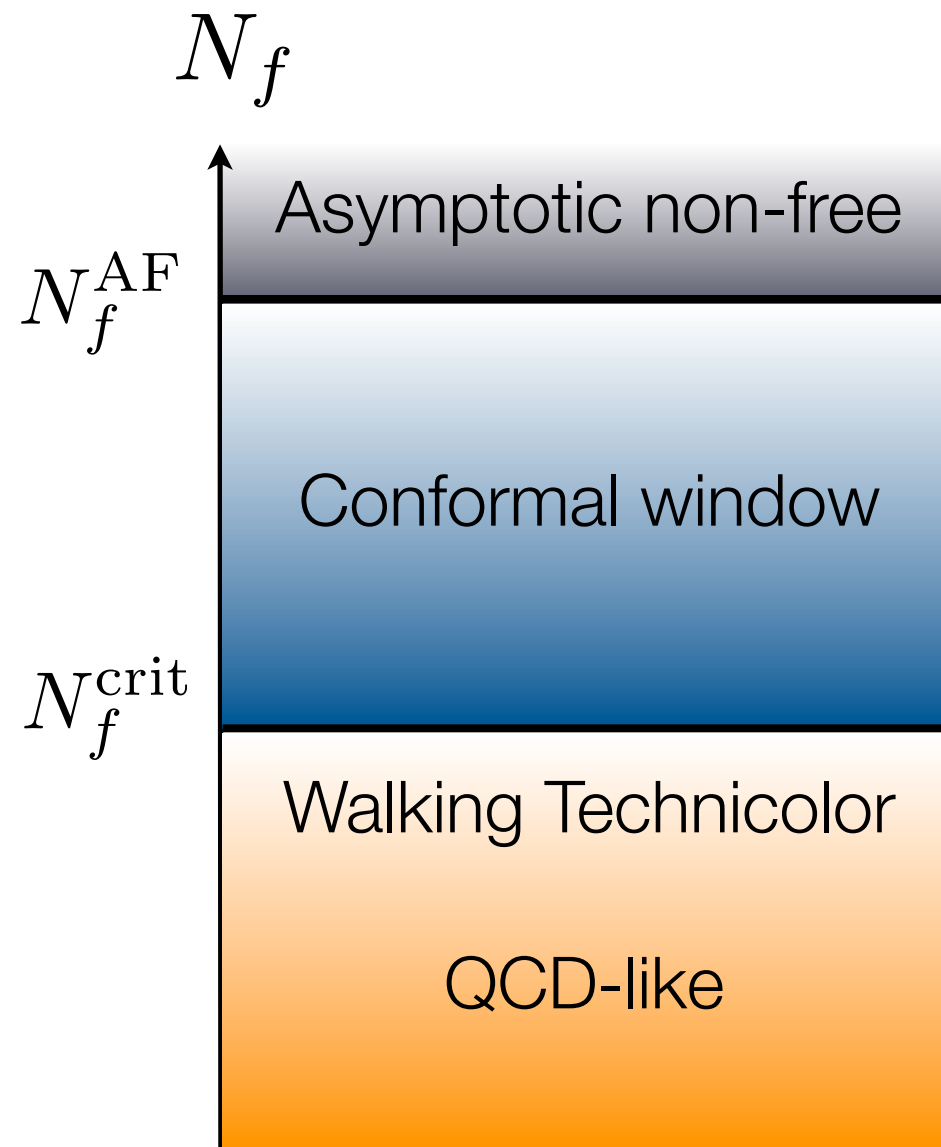 N_f
Asymptotic non-free
N_f^AF
Conformal window
N_f^crit
Walking Technicolor
QCD-like